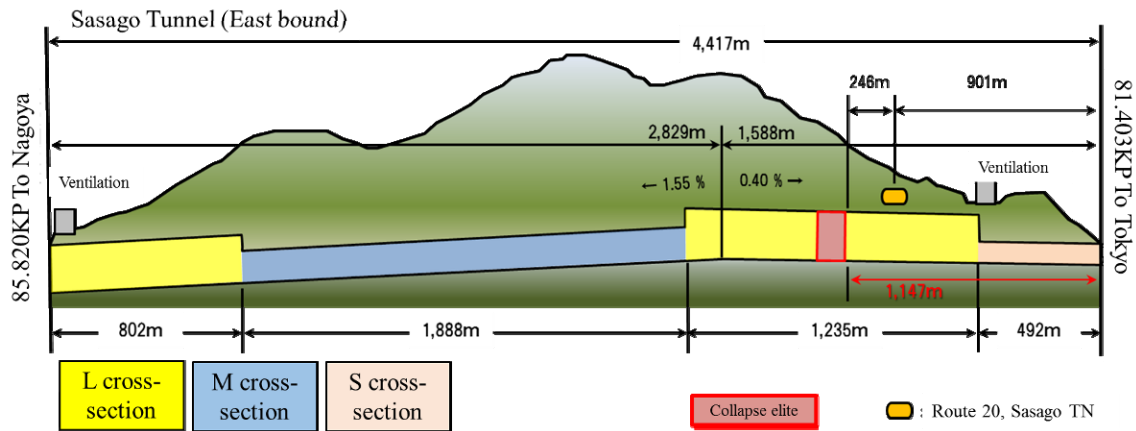 Sasago Tunnel (East bound)
4,417m
246m
901m
2,829m
1,588m
Ventilation
Ventilation
← 1.55 %
0.40 % →
85.820KP To Nagoya
81.403KP To Tokyo
1,147m
802m
1,888m
1,235m
492m
L cross-
section
M cross-
section
S cross-
section
Collapse elite
: Route 20, Sasago TN